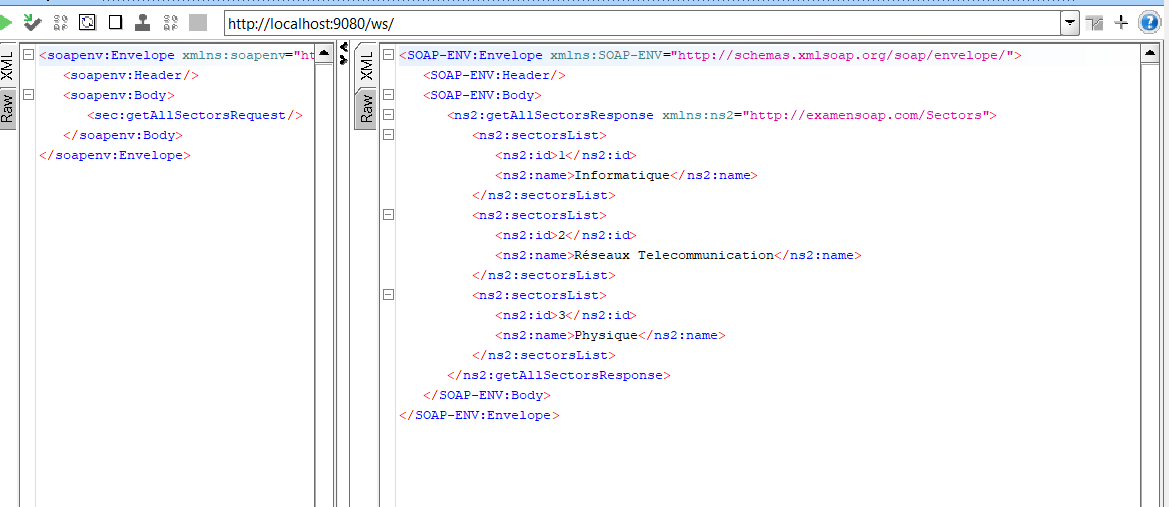 http://localhost:9080/ws/
XML
Raw
<soapenv:Envelope xmlns:soapenv="ht
<soapenv:Header/>
<soapenv:Body>
<sec:getAllSectorsRequest/>
</soapenv:Body>
</soapenv:Envelope>
XML
Raw
<SOAP-ENV:Envelope xmlns:SOAP-ENV="http://schemas.xmlsoap.org/soap/envelope/">
<SOAP-ENV:Header/>
<SOAP-ENV:Body>
<ns2:getAllSectorsResponse xmlns:ns2="http://examensoap.com/Sectors">
<ns2:sectorsList>
<ns2:id>1</ns2:id>
<ns2:name>Informatique</ns2:name>
</ns2:sectorsList>
<ns2:sectorsList>
<ns2:id>2</ns2:id>
<ns2:name>Réseaux Telecommunication</ns2:name>
</ns2:sectorsList>
<ns2:sectorsList>
<ns2:id>3</ns2:id>
<ns2:name>Physique</ns2:name>
</ns2:sectorsList>
</ns2:getAllSectorsResponse>
</SOAP-ENV:Body>
</SOAP-ENV:Envelope>